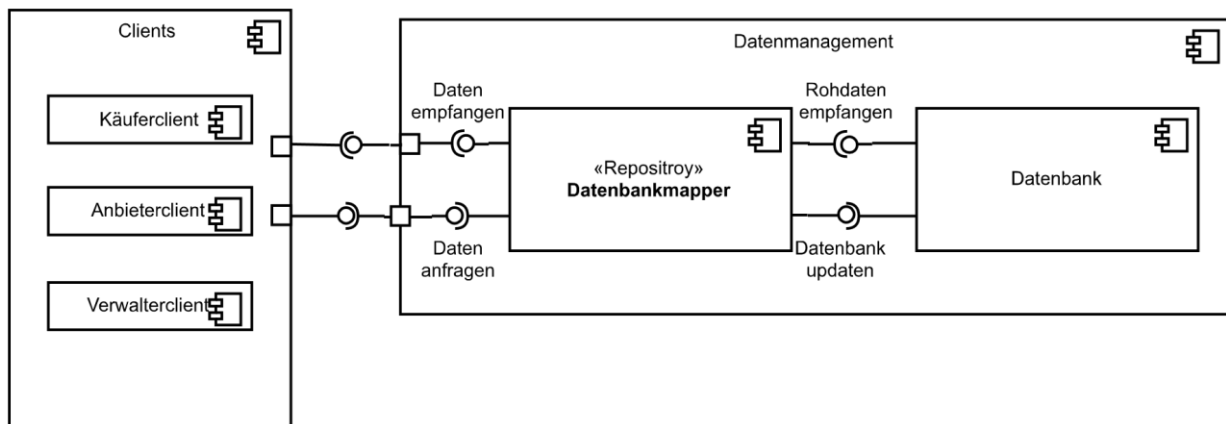 Clients
Käuferclient
Anbieterclient
Verwalterclient
Datenmanagement
Daten
empfangen
Daten
anfragen
«Repositroy»
Datenbankmapper
Rohdaten
empfangen
Datenbank
updaten
Datenbank